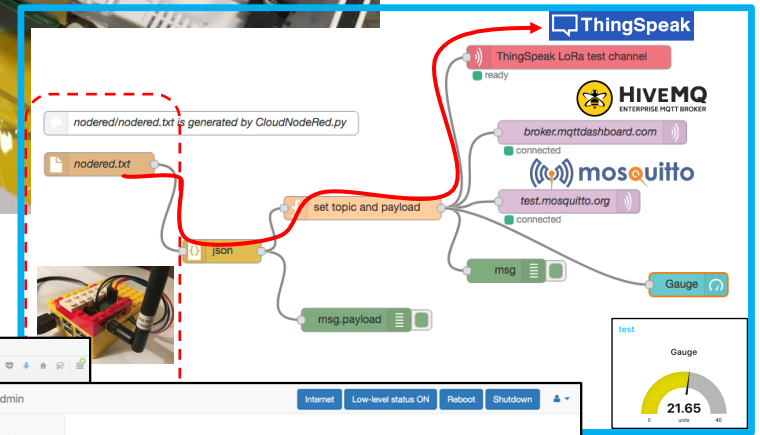 ThingSpeak
ThingSpeak LoRa test channel
ready
HIVEMQ
ENTERPRISE MQTT BROKER
nodered/nodered.txt is generated by CloudNodeRed.py
broker.mqttdashboard.com
connected
nodered.txt
mosquitto
test.mosquitto.org
connected
set topic and payload
json
msg
Gauge
msg.payload
test
Gauge
21.65
0 units 40
dmin
Internet Low-level status ON Reboot Shutdown